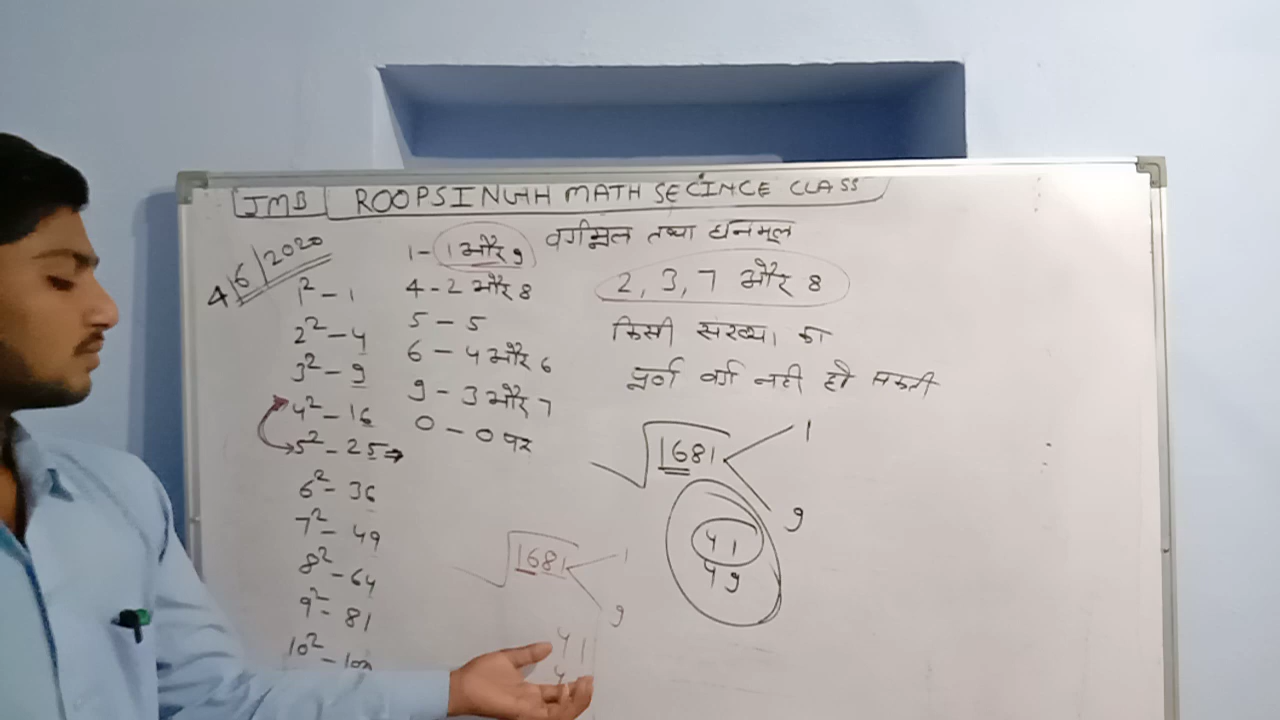 JMB ROOPSINGH MATH SECINCE CLASS
4/6/2020
वर्गमूल तथा घनमूल
1² - 1
2² - 4
3² - 9
4² - 16
5² - 25 →
6² - 36
7² - 49
8² - 64
9² - 81
10² - 100
1 - 1 और 9
4 - 2 और 8
5 - 5
6 - 4 और 6
9 - 3 और 7
0 - 0 पर
2, 3, 7 और 8
किसी संख्या का
पूर्ण वर्ग नही हो सकती
√1681 1
9
41
49
√1681 1
9
41
4